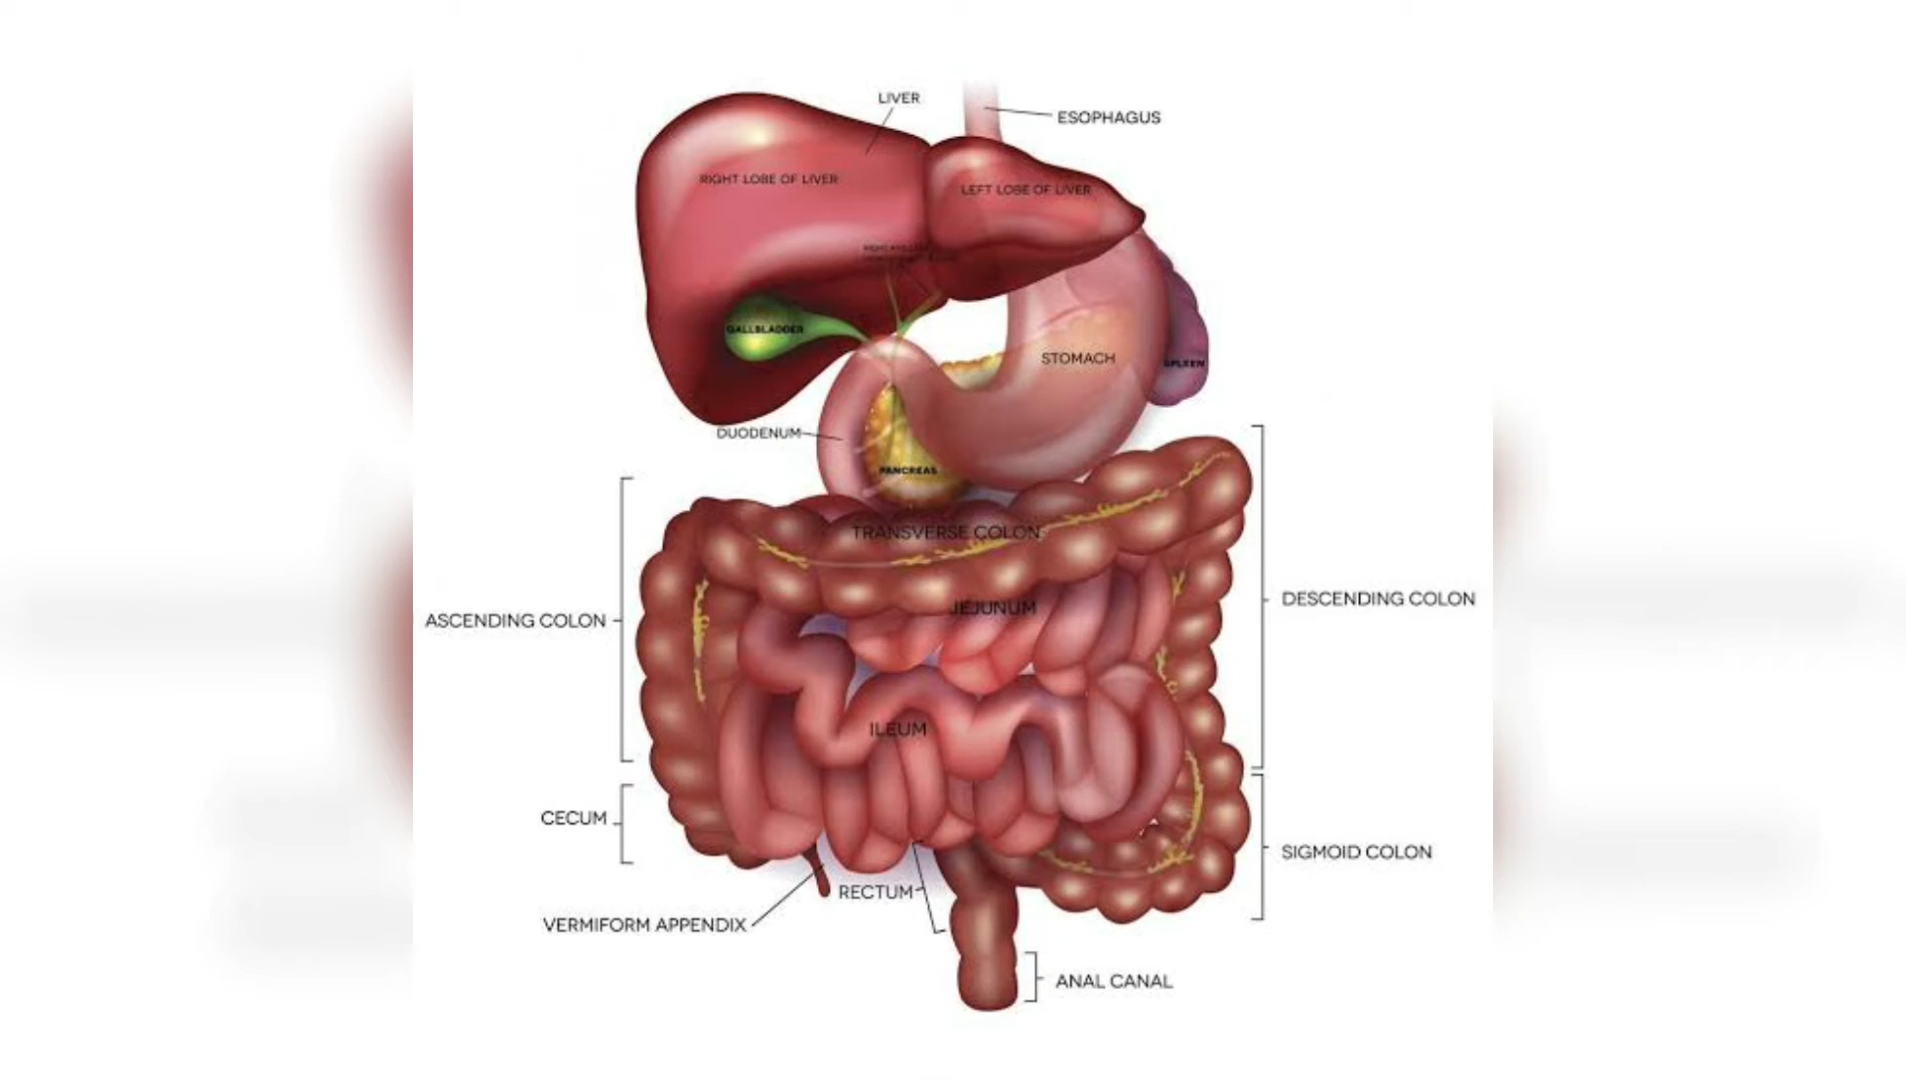 LIVER
ESOPHAGUS
RIGHT LOBE OF LIVER
LEFT LOBE OF LIVER
GALLBLADDER
STOMACH
SPLEEN
DUODENUM
PANCREAS
TRANSVERSE COLON
JEJUNUM
ASCENDING COLON
DESCENDING COLON
ILEUM
CECUM
SIGMOID COLON
RECTUM
VERMIFORM APPENDIX
ANAL CANAL